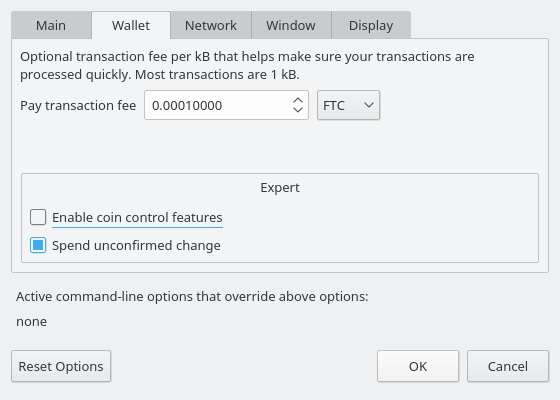 Main Wallet Network Window Display
Optional transaction fee per kB that helps make sure your transactions are
processed quickly. Most transactions are 1 kB.
Pay transaction fee 0.00010000 FTC
Expert
Enable coin control features
Spend unconfirmed change
Active command-line options that override above options:
none
Reset Options OK Cancel